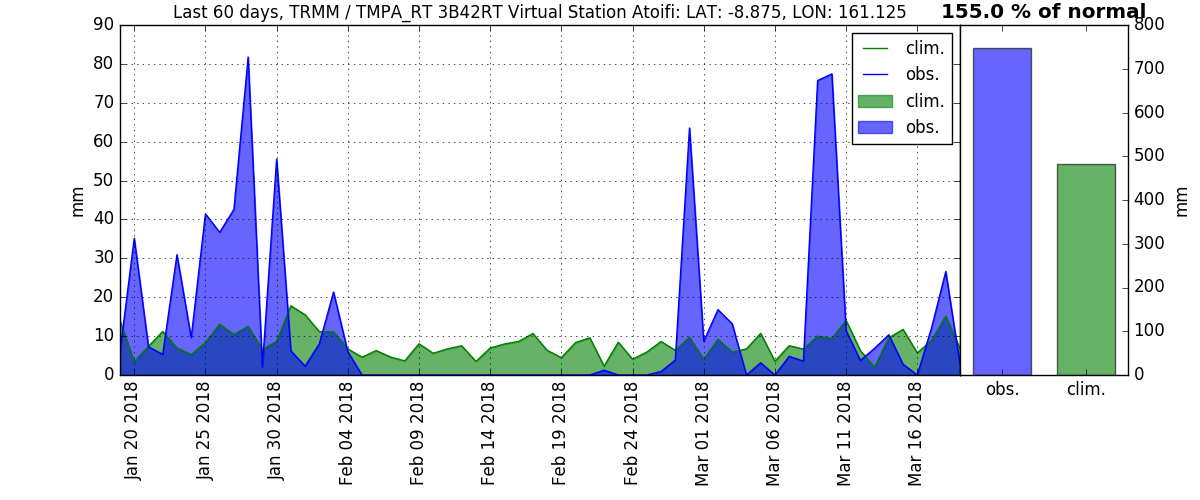 Last 60 days, TRMM / TMPA_RT 3B42RT Virtual Station Atoifi: LAT: -8.875, LON: 161.125
155.0 % of normal
90
80
70
60
50
40
30
20
10
0
mm
clim.
obs.
clim.
obs.
Jan 20 2018
Jan 25 2018
Jan 30 2018
Feb 04 2018
Feb 09 2018
Feb 14 2018
Feb 19 2018
Feb 24 2018
Mar 01 2018
Mar 06 2018
Mar 11 2018
Mar 16 2018
800
700
600
500
400
300
200
100
0
mm
obs.
clim.